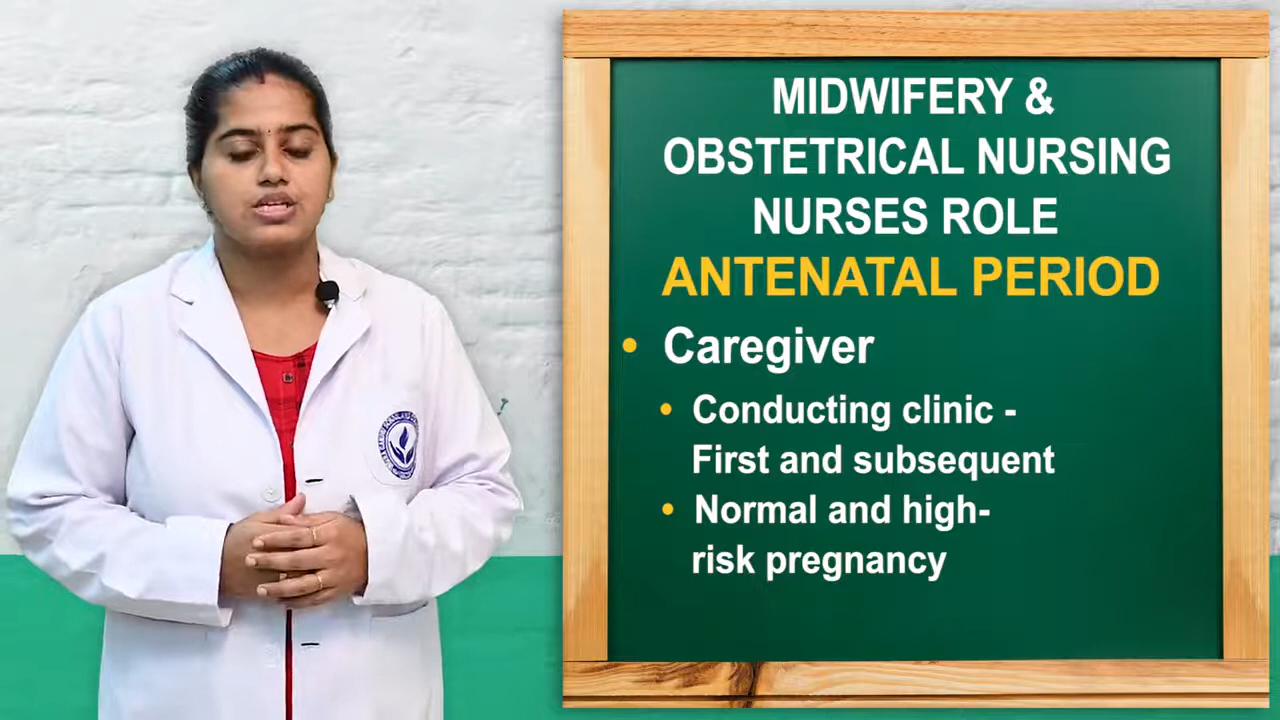 MIDWIFERY &
OBSTETRICAL NURSING
NURSES ROLE
ANTENATAL PERIOD
• Caregiver
• Conducting clinic -
First and subsequent
• Normal and high-
risk pregnancy